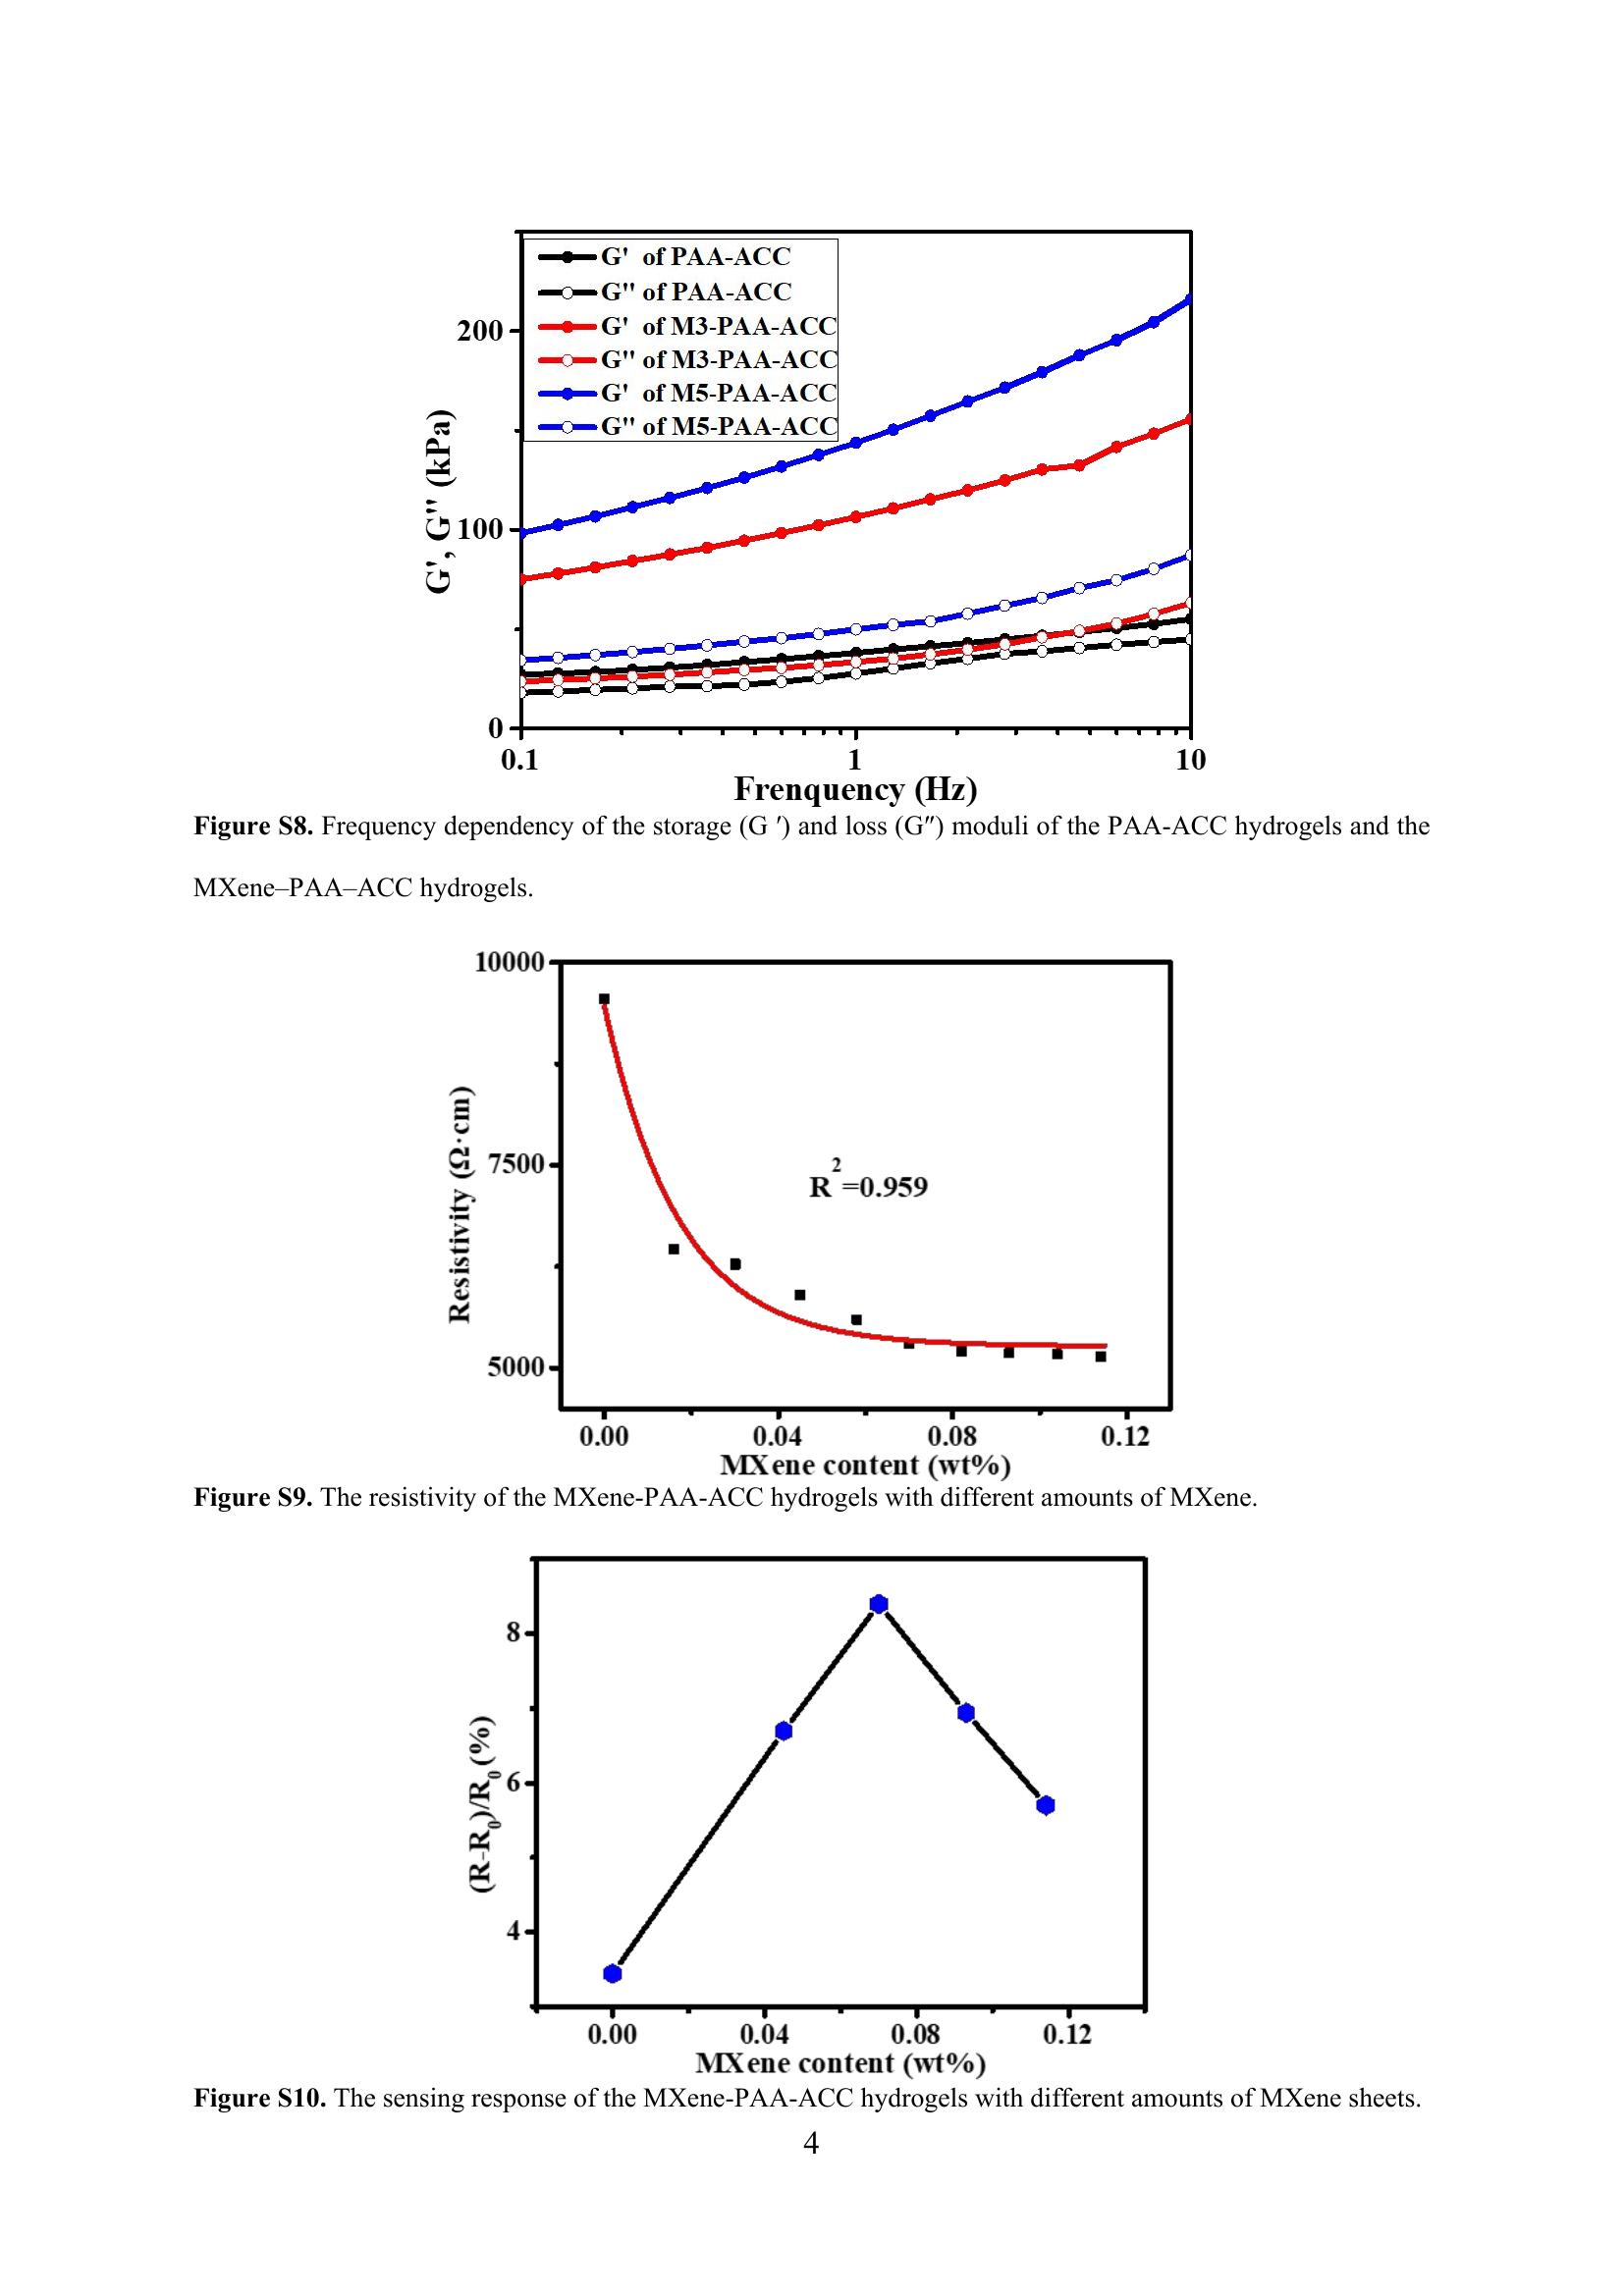 G' of PAA-ACC
G'' of PAA-ACC
G' of M3-PAA-ACC
G'' of M3-PAA-ACC
G' of M5-PAA-ACC
G'' of M5-PAA-ACC
G', G'' (kPa)
200
100
0
0.1 1 10
Frenquency (Hz)
Figure S8. Frequency dependency of the storage (G ′) and loss (G″) moduli of the PAA-ACC hydrogels and the
MXene–PAA–ACC hydrogels.
10000
7500
5000
Resistivity (Ω·cm)
R²=0.959
0.00 0.04 0.08 0.12
MXene content (wt%)
Figure S9. The resistivity of the MXene-PAA-ACC hydrogels with different amounts of MXene.
8
6
4
(R-R₀)/R₀(%)
0.00 0.04 0.08 0.12
MXene content (wt%)
Figure S10. The sensing response of the MXene-PAA-ACC hydrogels with different amounts of MXene sheets.
4